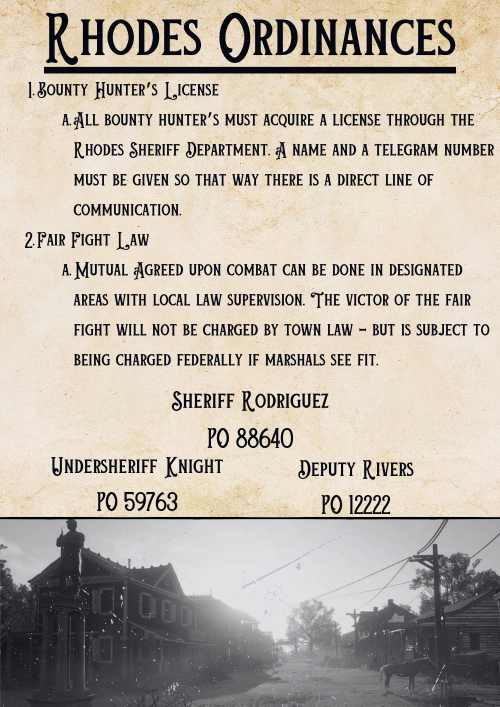 Rhodes Ordinances
1. Bounty Hunter's License
a. All bounty hunter's must acquire a license through the
Rhodes Sheriff Department. A name and a telegram number
must be given so that way there is a direct line of
communication.
2. Fair Fight Law
a. Mutual Agreed upon combat can be done in designated
areas with local law supervision. The victor of the fair
fight will not be charged by town law - but is subject to
being charged federally if marshals see fit.
Sheriff Rodriguez
PO 88640
Undersheriff Knight
PO 59763
Deputy Rivers
PO 12222